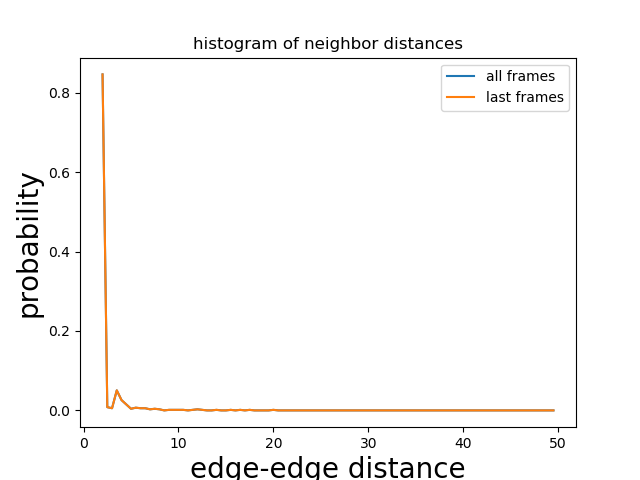 histogram of neighbor distances
all frames
last frames
0.8
0.6
0.4
0.2
0.0
probability
0 10 20 30 40 50
edge-edge distance